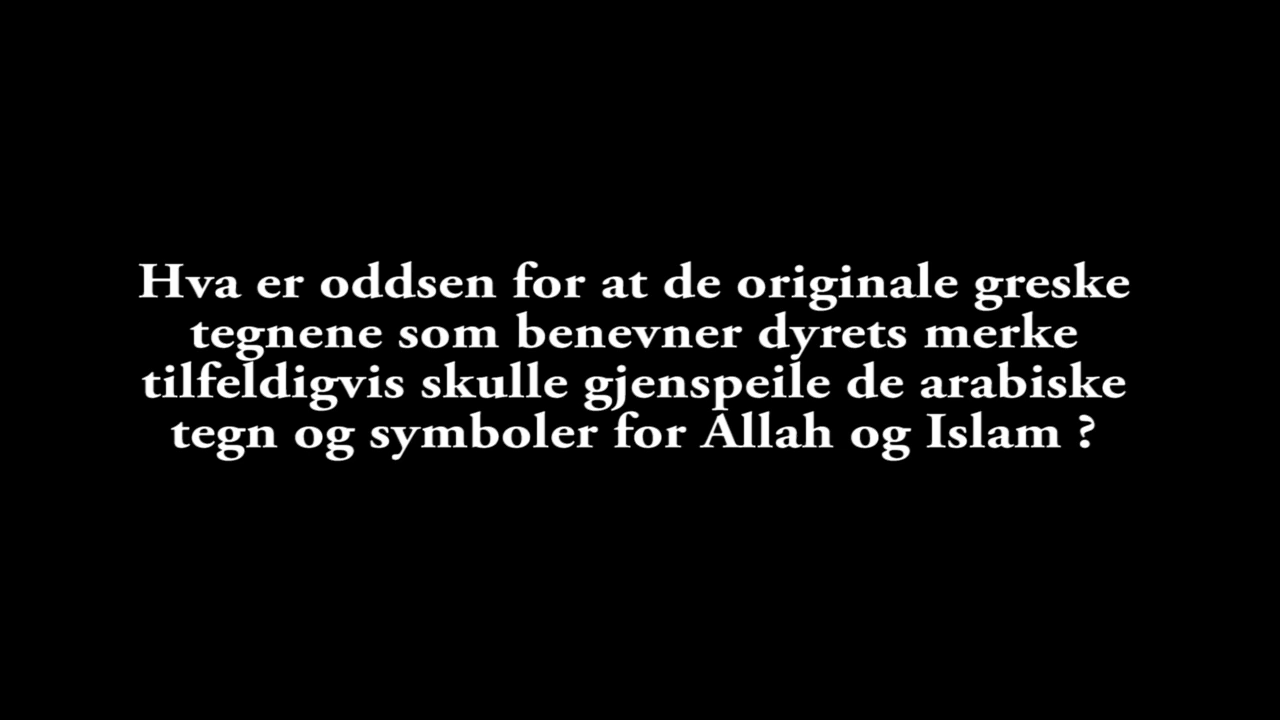 Hva er oddsen for at de originale greske
tegnene som benevner dyrets merke
tilfeldigvis skulle gjenspeile de arabiske
tegn og symboler for Allah og Islam ?